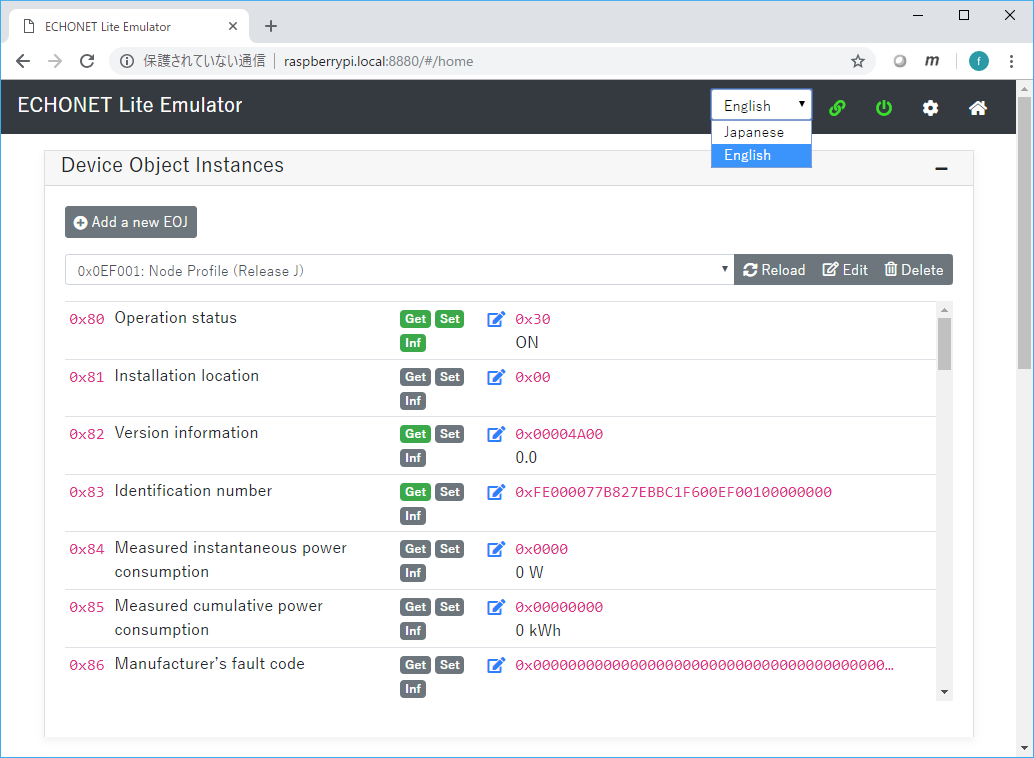 ECHONET Lite Emulator
保護されていない通信 raspberrypi.local:8880/#/home
m
f
ECHONET Lite Emulator
English
Japanese
English
Device Object Instances
Add a new EOJ
0x0EF001: Node Profile (Release J)
Reload Edit Delete
0x80 Operation status Get Set 0x30
Inf ON
0x81 Installation location Get Set 0x00
Inf
0x82 Version information Get Set 0x00004A00
Inf 0.0
0x83 Identification number Get Set 0xFE000077B827EBBC1F600EF00100000000
Inf
0x84 Measured instantaneous power Get Set 0x0000
consumption Inf 0 W
0x85 Measured cumulative power Get Set 0x00000000
consumption Inf 0 kWh
0x86 Manufacturer's fault code Get Set 0x0000000000000000000000000000000000000000…
Inf